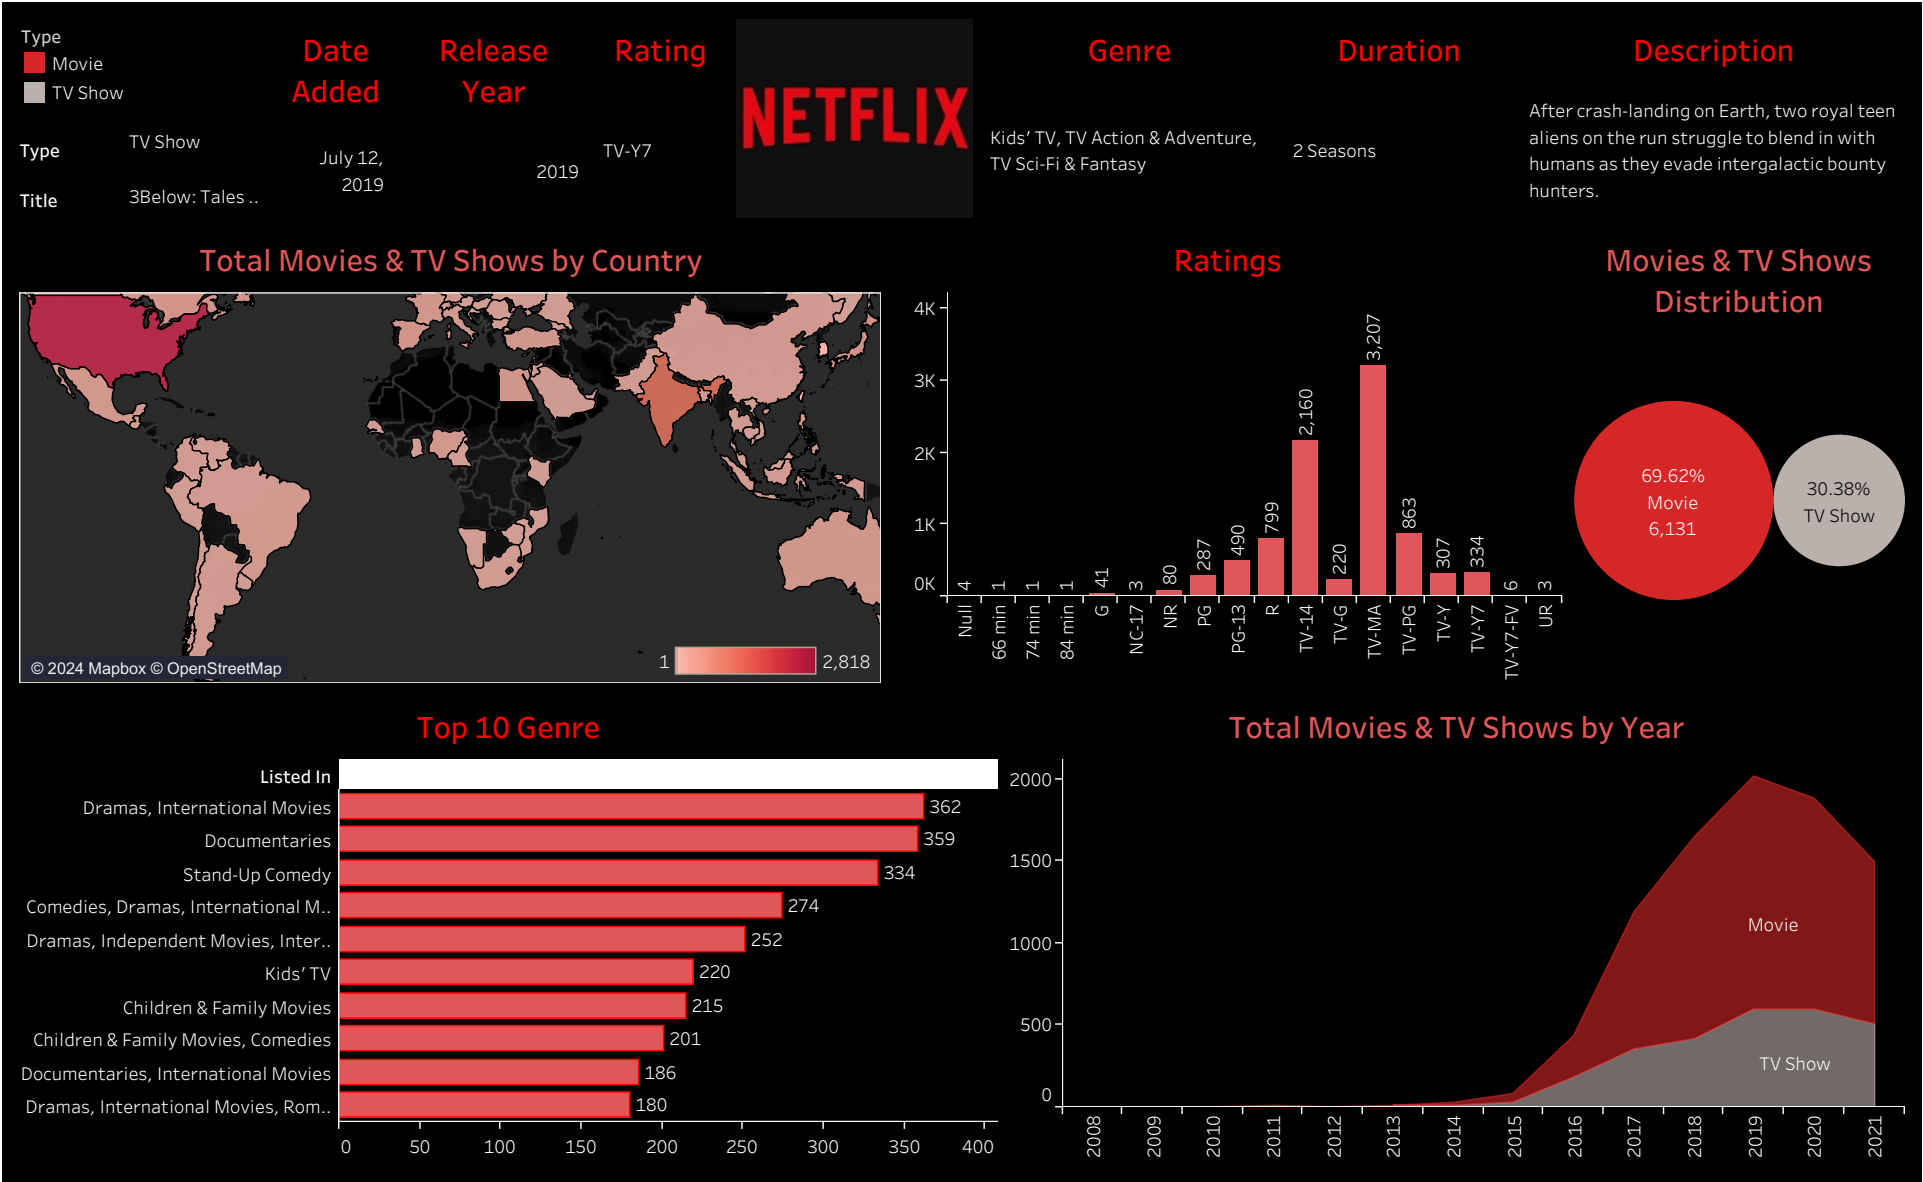 Type
Movie
TV Show
Date
Added
Release
Year
Rating
NETFLIX
Genre
Duration
Description
Type
TV Show
Title
3Below: Tales ..
July 12,
2019
2019
TV-Y7
Kids’ TV, TV Action & Adventure,
TV Sci-Fi & Fantasy
2 Seasons
After crash-landing on Earth, two royal teen
aliens on the run struggle to blend in with
humans as they evade intergalactic bounty
hunters.
Total Movies & TV Shows by Country
© 2024 Mapbox © OpenStreetMap
1
2,818
Ratings
4K
3K
2K
1K
0K
4
1
1
1
41
3
80
287
490
799
2,160
220
3,207
863
307
334
6
3
Null
66 min
74 min
84 min
G
NC-17
NR
PG
PG-13
R
TV-14
TV-G
TV-MA
TV-PG
TV-Y
TV-Y7
TV-Y7-FV
UR
Movies & TV Shows
Distribution
69.62%
Movie
6,131
30.38%
TV Show
Top 10 Genre
Listed In
Dramas, International Movies
362
Documentaries
359
Stand-Up Comedy
334
Comedies, Dramas, International M..
274
Dramas, Independent Movies, Inter..
252
Kids’ TV
220
Children & Family Movies
215
Children & Family Movies, Comedies
201
Documentaries, International Movies
186
Dramas, International Movies, Rom..
180
0
50
100
150
200
250
300
350
400
Total Movies & TV Shows by Year
2000
1500
1000
500
0
Movie
TV Show
2008
2009
2010
2011
2012
2013
2014
2015
2016
2017
2018
2019
2020
2021